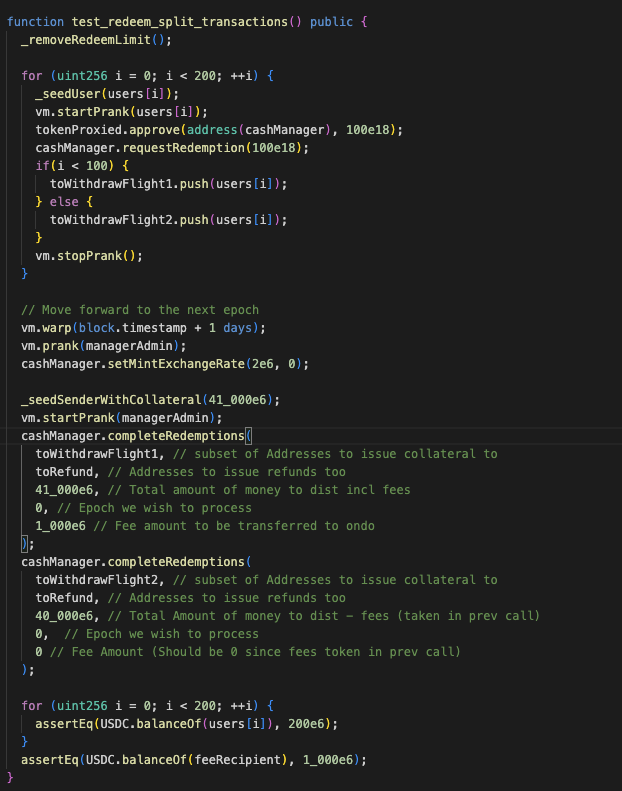 function test_redeem_split_transactions() public {
  _removeRedeemLimit();

  for (uint256 i = 0; i < 200; ++i) {
    _seedUser(users[i]);
    vm.startPrank(users[i]);
    tokenProxied.approve(address(cashManager), 100e18);
    cashManager.requestRedemption(100e18);
    if(i < 100) {
      toWithdrawFlight1.push(users[i]);
    } else {
      toWithdrawFlight2.push(users[i]);
    }
    vm.stopPrank();
  }

  // Move forward to the next epoch
  vm.warp(block.timestamp + 1 days);
  vm.prank(managerAdmin);
  cashManager.setMintExchangeRate(2e6, 0);

  _seedSenderWithCollateral(41_000e6);
  vm.startPrank(managerAdmin);
  cashManager.completeRedemptions(
    toWithdrawFlight1, // subset of Addresses to issue collateral to
    toRefund, // Addresses to issue refunds too
    41_000e6, // Total amount of money to dist incl fees
    0, // Epoch we wish to process
    1_000e6 // Fee amount to be transferred to ondo
  );
  cashManager.completeRedemptions(
    toWithdrawFlight2, // subset of Addresses to issue collateral to
    toRefund, // Addresses to issue refunds too
    40_000e6, // Total Amount of money to dist - fees (taken in prev call)
    0,  // Epoch we wish to process
    0 // Fee Amount (Should be 0 since fees token in prev call)
  );

  for (uint256 i = 0; i < 200; ++i) {
    assertEq(USDC.balanceOf(users[i]), 200e6);
  }
  assertEq(USDC.balanceOf(feeRecipient), 1_000e6);
}